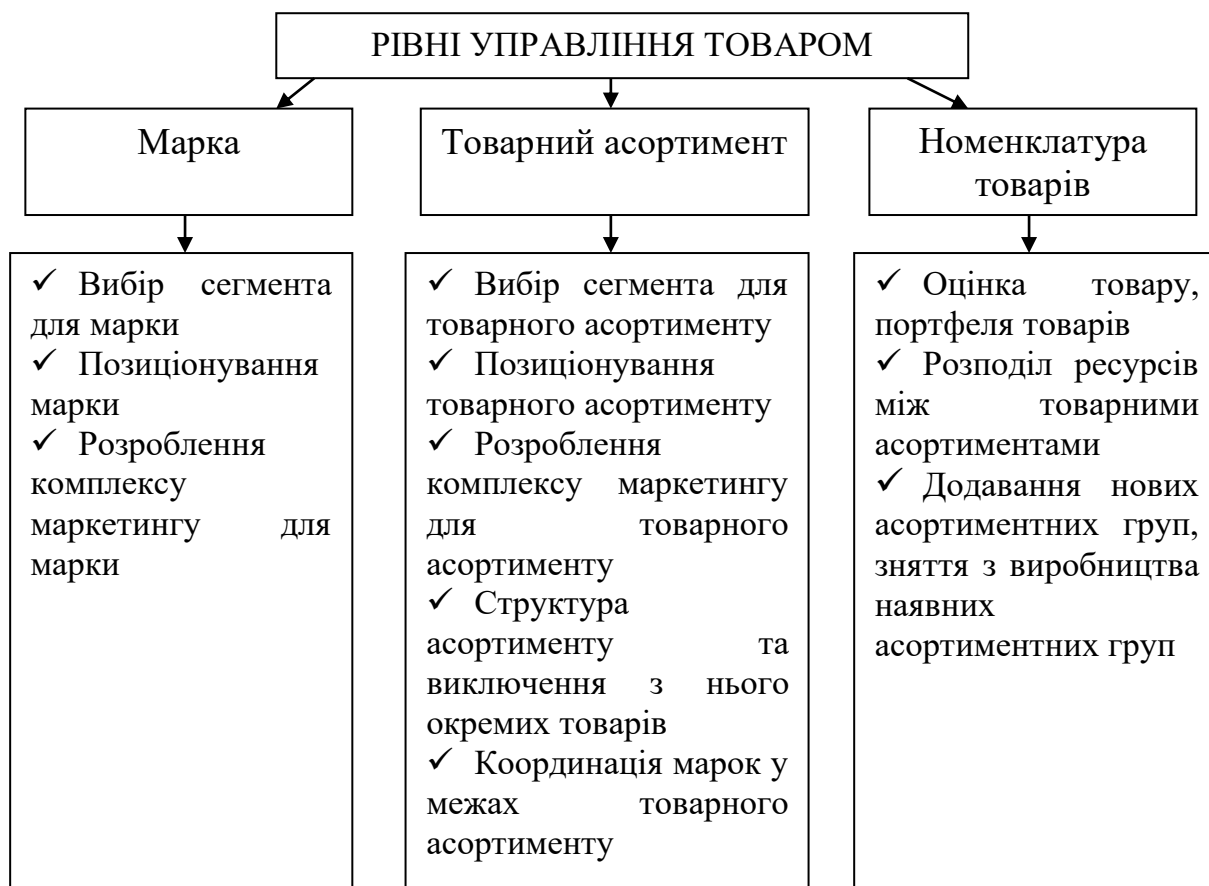 РІВНІ УПРАВЛІННЯ ТОВАРОМ
Марка
Товарний асортимент
Номенклатура
товарів
✓ Вибір сегмента
для марки
✓ Позиціонування
марки
✓ Розроблення
комплексу
маркетингу для
марки
✓ Вибір сегмента для
товарного асортименту
✓ Позиціонування
товарного асортименту
✓ Розроблення
комплексу маркетингу
для товарного
асортименту
✓ Структура
асортименту та
виключення з нього
окремих товарів
✓ Координація марок у
межах товарного
асортименту
✓ Оцінка товару,
портфеля товарів
✓ Розподіл ресурсів
між товарними
асортиментами
✓ Додавання нових
асортиментних груп,
зняття з виробництва
наявних
асортиментних груп